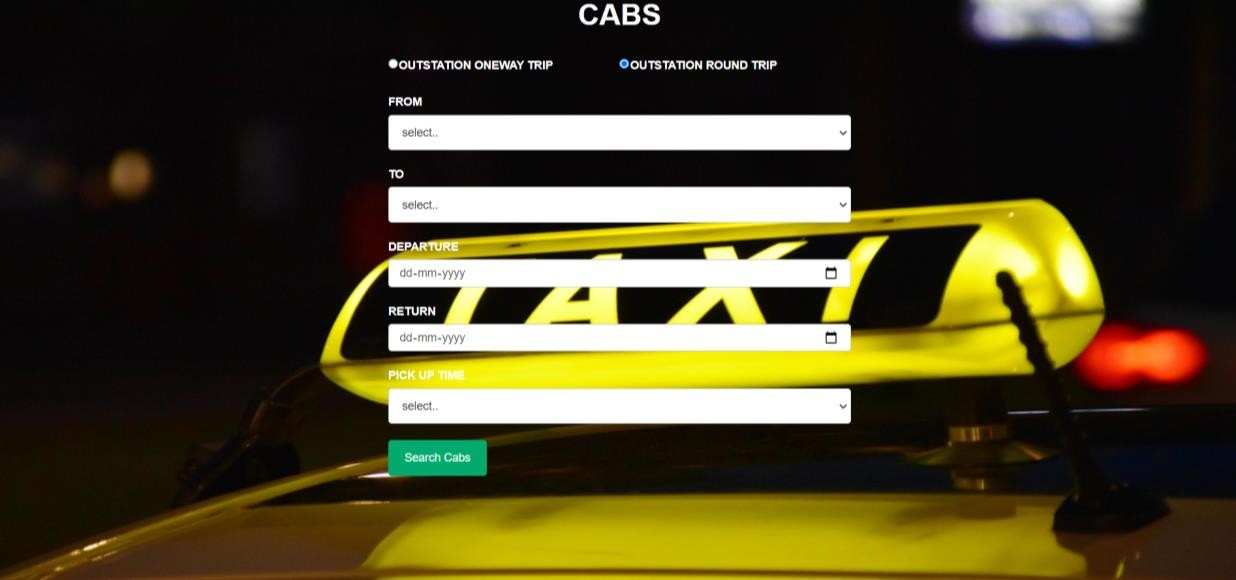 CABS
OUTSTATION ONEWAY TRIP OUTSTATION ROUND TRIP
FROM
select..
TO
select..
DEPARTURE
dd-mm-yyyy
TAXI
RETURN
dd-mm-yyyy
PICK UP TIME
select..
Search Cabs